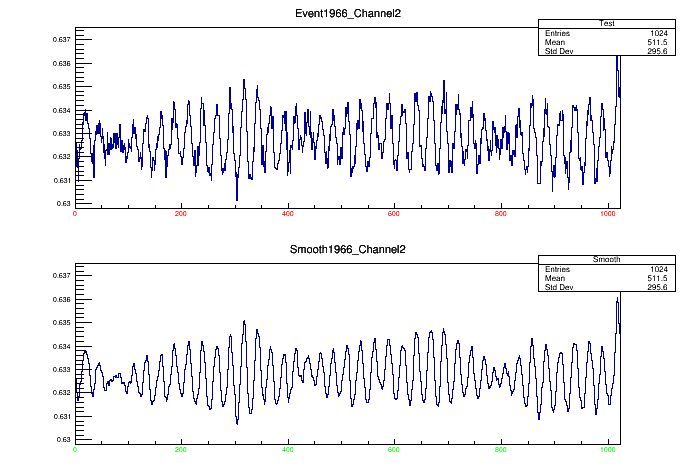 Event1966_Channel2
Test
Entries 1024
Mean 511.5
Std Dev 295.6
0.637
0.636
0.635
0.634
0.633
0.632
0.631
0.63
0 200 400 600 800 1000
Smooth1966_Channel2
Smooth
Entries 1024
Mean 511.5
Std Dev 295.6
0.637
0.636
0.635
0.634
0.633
0.632
0.631
0.63
0 200 400 600 800 1000